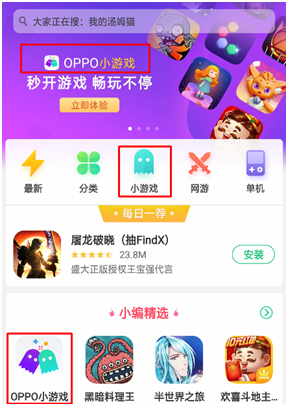 大家正在搜：我的汤姆猫
OPPO小游戏
秒开游戏 畅玩不停
立即体验
最新
分类
小游戏
网游
单机
每日一荐
屠龙破晓（抽FindX）
23.8M
盛大正版授权王宝强代言
安装
小编精选
OPPO小游戏
黑暗料理王
半世界之旅
欢喜斗地主...